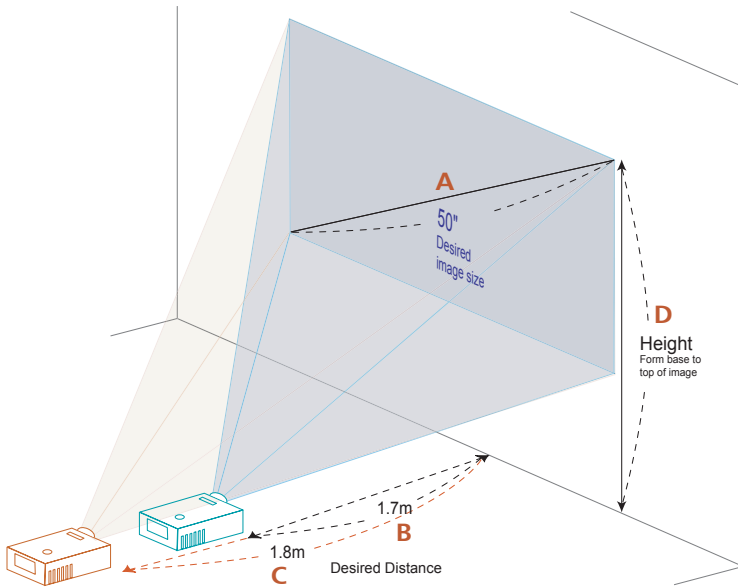 A
50"
Desired
image size
D
Height
Form base to
top of image
1.7m
B
1.8m
C
Desired Distance